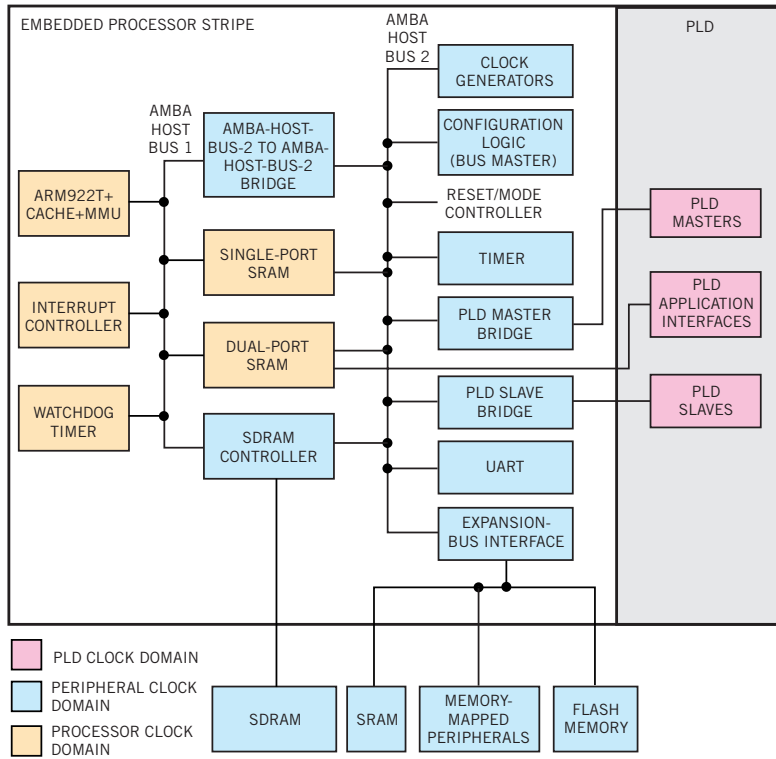 EMBEDDED PROCESSOR STRIPE
PLD
AMBA
HOST
BUS 1
AMBA
HOST
BUS 2
ARM922T+
CACHE+MMU
INTERRUPT
CONTROLLER
WATCHDOG
TIMER
AMBA-HOST-
BUS-2 TO AMBA-
HOST-BUS-2
BRIDGE
SINGLE-PORT
SRAM
DUAL-PORT
SRAM
SDRAM
CONTROLLER
CLOCK
GENERATORS
CONFIGURATION
LOGIC
(BUS MASTER)
RESET/MODE
CONTROLLER
TIMER
PLD MASTER
BRIDGE
PLD SLAVE
BRIDGE
UART
EXPANSION-
BUS INTERFACE
PLD
MASTERS
PLD
APPLICATION
INTERFACES
PLD
SLAVES
PLD CLOCK DOMAIN
PERIPHERAL CLOCK
DOMAIN
PROCESSOR CLOCK
DOMAIN
SDRAM
SRAM
MEMORY-
MAPPED
PERIPHERALS
FLASH
MEMORY